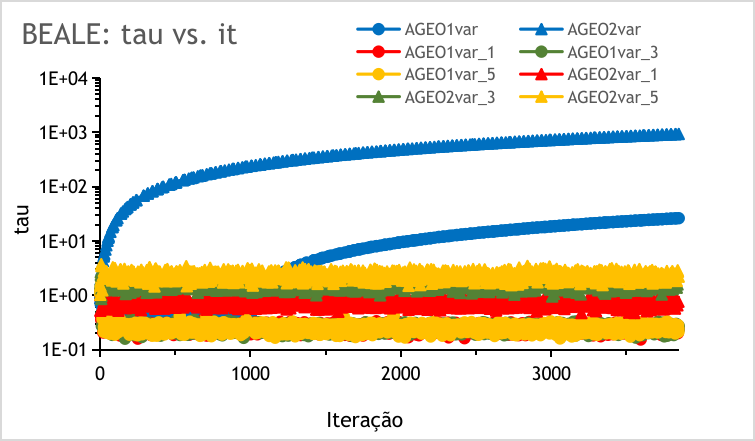 BEALE: tau vs. it
AGEO1var AGEO2var
AGEO1var_1 AGEO1var_3
AGEO1var_5 AGEO2var_1
AGEO2var_3 AGEO2var_5
1E+04
1E+03
1E+02
1E+01
1E+00
1E-01
tau
0 1000 2000 3000
Iteração